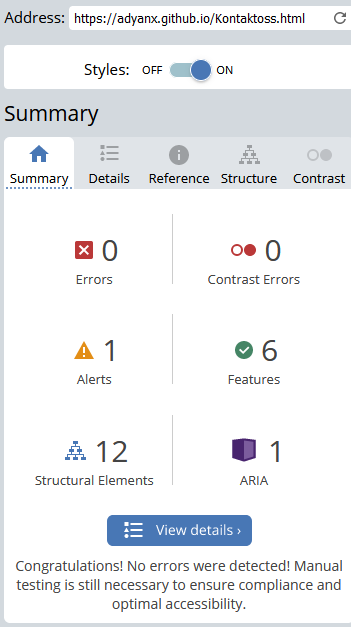 Address: https://adyanx.github.io/Kontaktoss.html
Styles: OFF ON
Summary
Summary Details Reference Structure Contrast
0 0
Errors Contrast Errors
1 6
Alerts Features
12 1
Structural Elements ARIA
View details ›
Congratulations! No errors were detected! Manual
testing is still necessary to ensure compliance and
optimal accessibility.